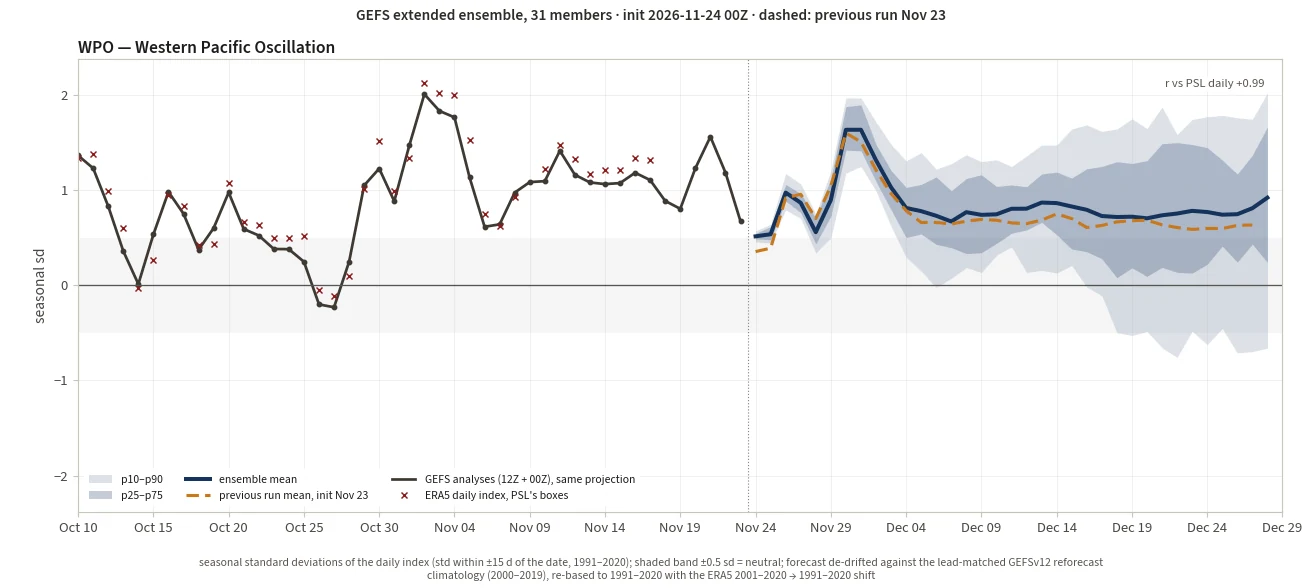 GEFS extended ensemble, 31 members · init 2026-11-24 00Z · dashed: previous run Nov 23
WPO — Western Pacific Oscillation
r vs PSL daily +0.99
seasonal sd
2
1
0
−1
−2
p10–p90
p25–p75
ensemble mean
previous run mean, init Nov 23
GEFS analyses (12Z + 00Z), same projection
ERA5 daily index, PSL's boxes
Oct 10 Oct 15 Oct 20 Oct 25 Oct 30 Nov 04 Nov 09 Nov 14 Nov 19 Nov 24 Nov 29 Dec 04 Dec 09 Dec 14 Dec 19 Dec 24 Dec 29
seasonal standard deviations of the daily index (std within ±15 d of the date, 1991–2020); shaded band ±0.5 sd = neutral; forecast de-drifted against the lead-matched GEFSv12 reforecast
climatology (2000–2019), re-based to 1991–2020 with the ERA5 2001–2020 → 1991–2020 shift